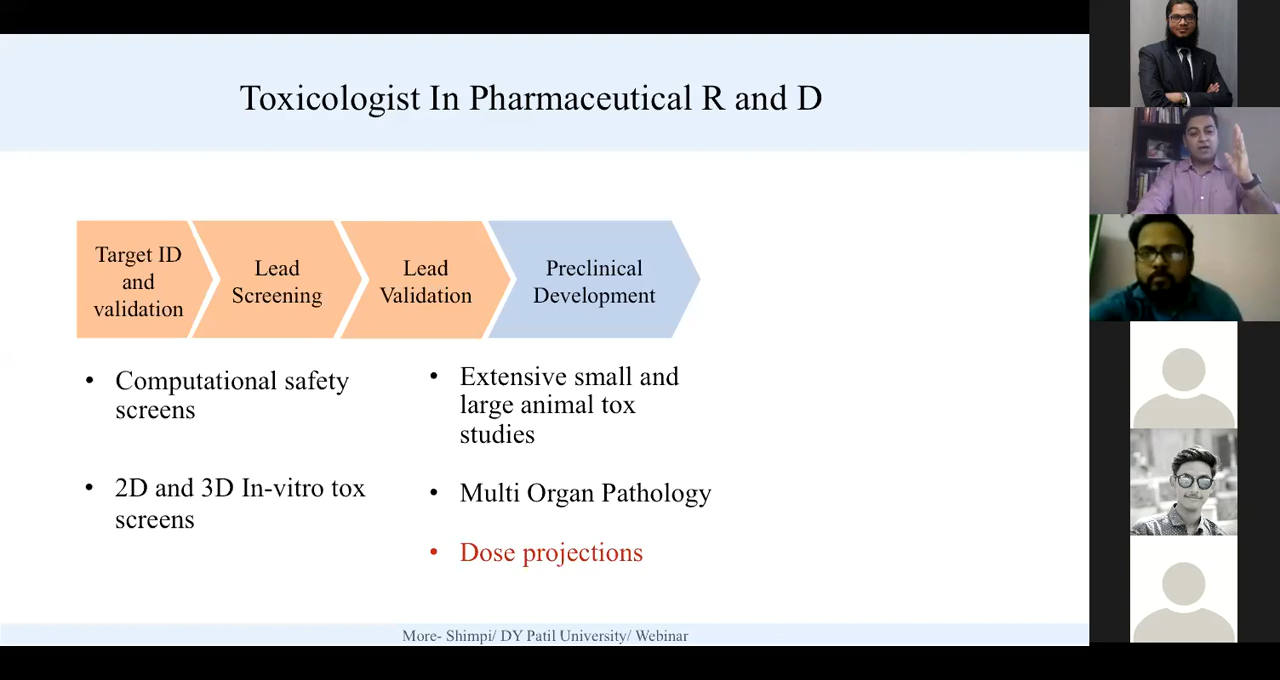 Toxicologist In Pharmaceutical R and D
Target ID
and
validation
Lead
Screening
Lead
Validation
Preclinical
Development
• Computational safety
screens
• 2D and 3D In-vitro tox
screens
• Extensive small and
large animal tox
studies
• Multi Organ Pathology
• Dose projections
More- Shimpi/ DY Patil University/ Webinar